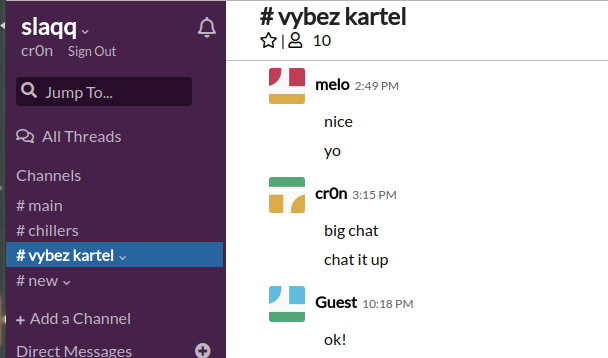 slaqq
cr0n Sign Out
Jump To...
All Threads
Channels
# main
# chillers
# vybez kartel
# new
+ Add a Channel
Direct Messages
# vybez kartel
10
melo 2:49 PM
nice
yo
cr0n 3:15 PM
big chat
chat it up
Guest 10:18 PM
ok!